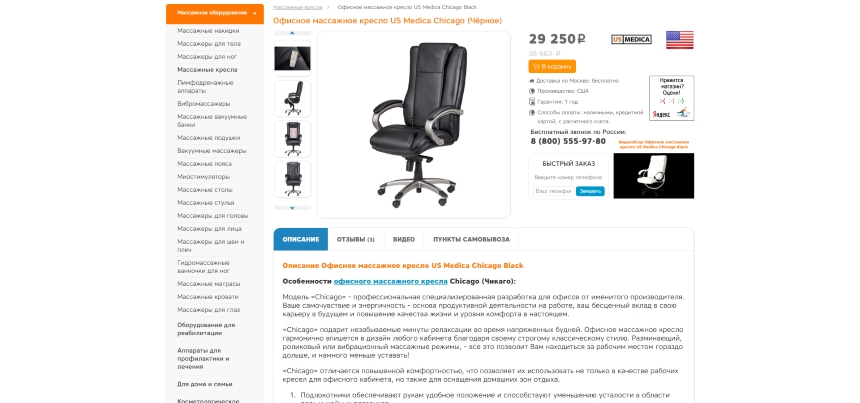 Массажное оборудование
Массажные накидки
Массажеры для тела
Массажеры для ног
Массажные кресла
Лимфодренажные
аппараты
Вибромассажеры
Массажные вакуумные
банки
Массажные подушки
Вакуумные массажеры
Массажные пояса
Миостимуляторы
Массажные столы
Массажные стулья
Массажеры для головы
Массажеры для лица
Массажеры для шеи и
плеч
Гидромассажные
ванночки для ног
Массажные матрасы
Массажные кровати
Массажеры для глаз
Оборудование для
реабилитации
Аппараты для
профилактики и
лечения
Для дома и семьи
Косметологическое
Массажные кресла > Офисное массажное кресло US Medica Chicago Black
Офисное массажное кресло US Medica Chicago (Чёрное)
29 250₽
36 562 ₽
В корзину
US MEDICA
Доставка по Москве: бесплатно
Производство: США
Гарантия: 1 год
Способы оплаты: наличными, кредитной
картой, с расчетного счета.
Нравится
магазин?
Оцени!
Яндекс
Бесплатный звонок по России:
8 (800) 555-97-80
БЫСТРЫЙ ЗАКАЗ
Введите номер телефона:
Ваш телефон
Заказать
Видеообзор Офисное массажное
кресло US Medica Chicago Black
ОПИСАНИЕ ОТЗЫВЫ (3) ВИДЕО ПУНКТЫ САМОВЫВОЗА
Описание Офисное массажное кресло US Medica Chicago Black
Особенности офисного массажного кресла Chicago (Чикаго):
Модель «Chicago» - профессиональная специализированная разработка для офисов от именитого производителя.
Ваше самочувствие и энергичность - основа продуктивной деятельности на работе, ваш бесценный вклад в свою
карьеру в будущем и повышение качества жизни и уровня комфорта в настоящем.
«Chicago» подарит незабываемые минуты релаксации во время напряженных будней. Офисное массажное кресло
гармонично впишется в дизайн любого кабинета благодаря своему строгому классическому стилю. Разминающий,
роликовый или вибрационный массажные режимы, - все это позволит Вам находиться за рабочим местом гораздо
дольше, и намного меньше уставать!
«Chicago» отличается повышенной комфортностью, что позволяет их использовать не только в качестве рабочих
кресел для офисного кабинета, но также для оснащения домашних зон отдыха.
1. Подлокотники обеспечивают рукам удобное положение и способствуют уменьшению усталости в области